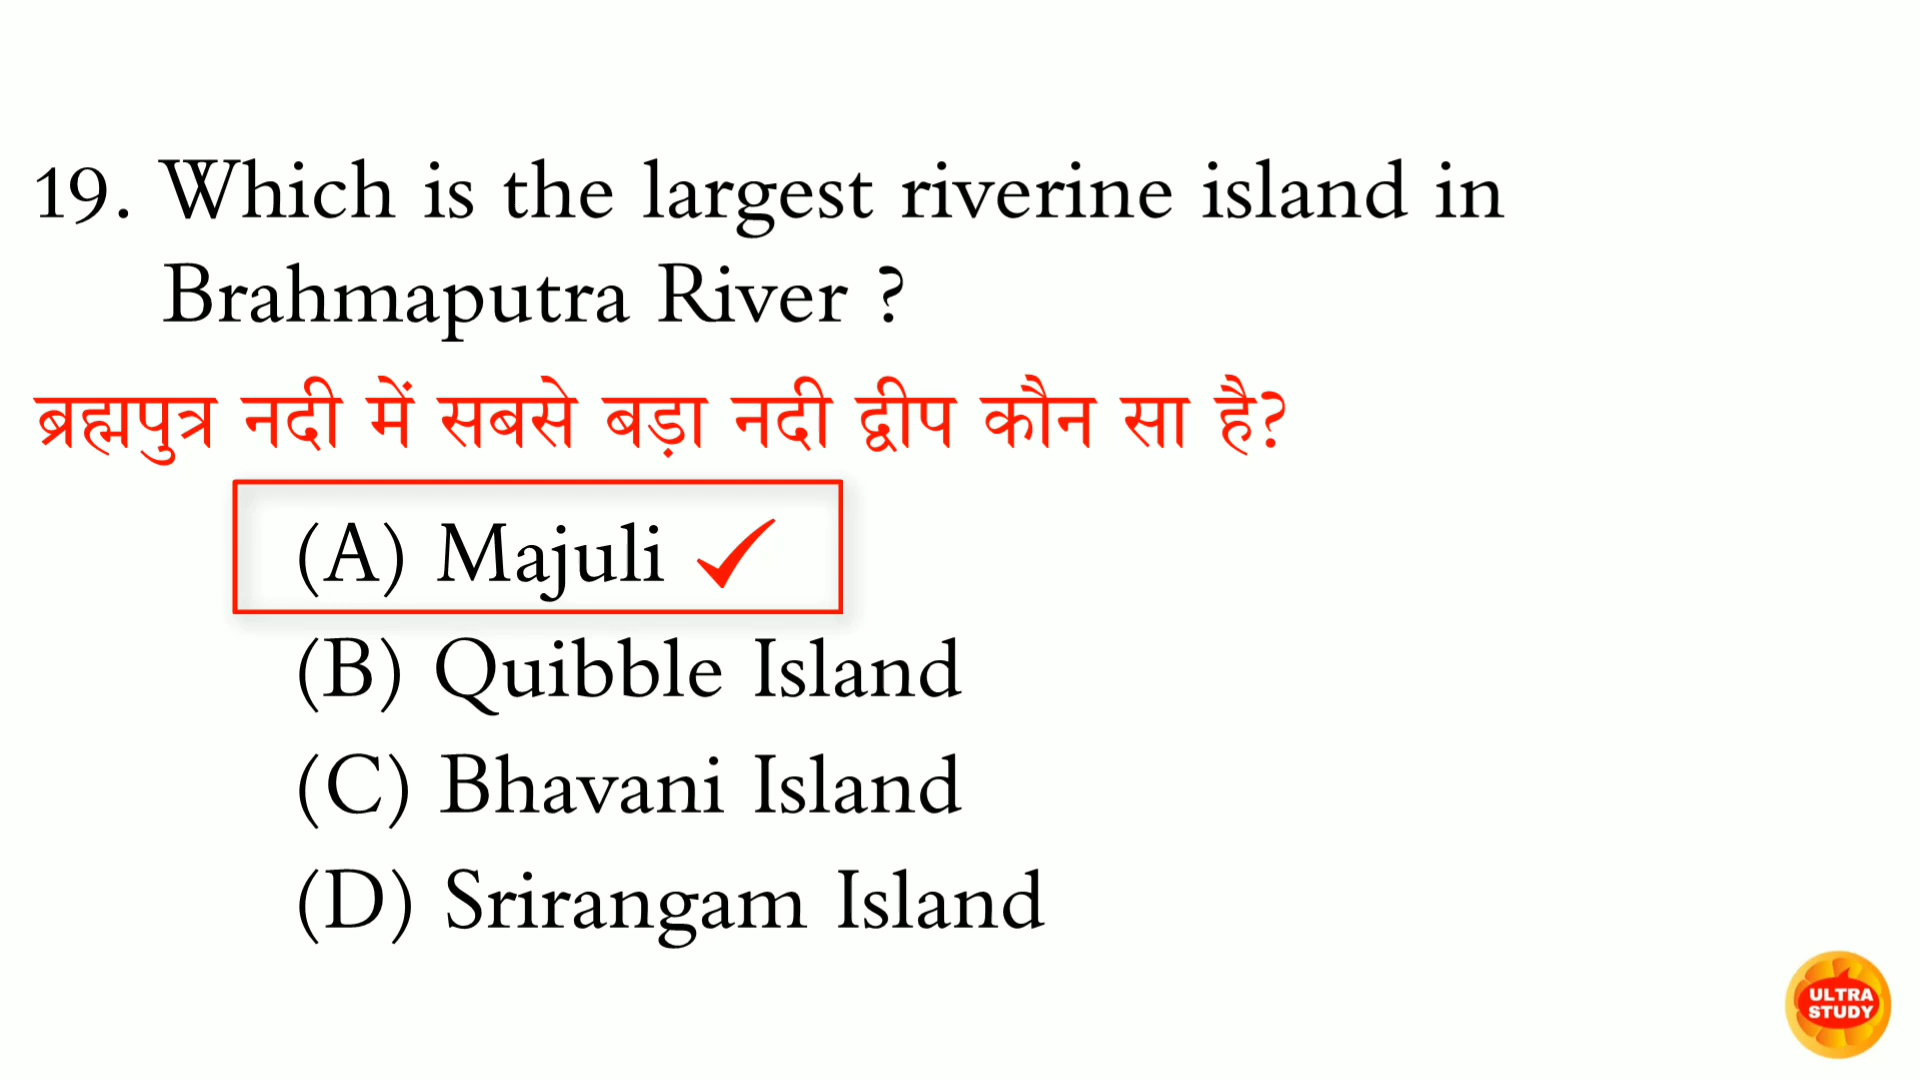 19. Which is the largest riverine island in
Brahmaputra River ?
ब्रह्मपुत्र नदी में सबसे बड़ा नदी द्वीप कौन सा है?
(A) Majuli ✓
(B) Quibble Island
(C) Bhavani Island
(D) Srirangam Island
ULTRA
STUDY